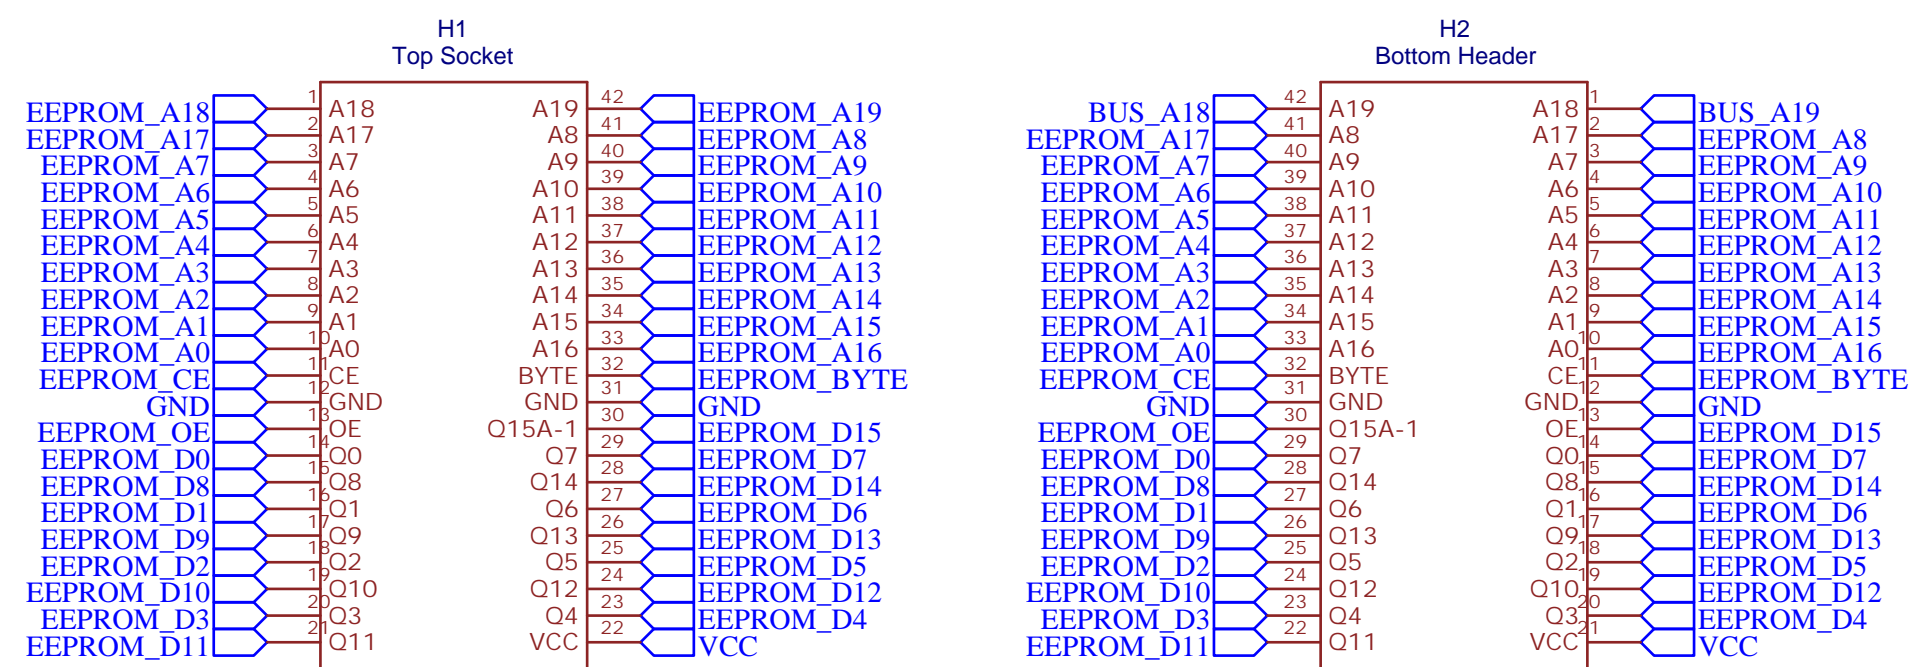 H1
Top Socket
EEPROM_A18 1 A18 A19 42 EEPROM_A19
EEPROM_A17 2 A17 A8 41 EEPROM_A8
EEPROM_A7 3 A7 A9 40 EEPROM_A9
EEPROM_A6 4 A6 A10 39 EEPROM_A10
EEPROM_A5 5 A5 A11 38 EEPROM_A11
EEPROM_A4 6 A4 A12 37 EEPROM_A12
EEPROM_A3 7 A3 A13 36 EEPROM_A13
EEPROM_A2 8 A2 A14 35 EEPROM_A14
EEPROM_A1 9 A1 A15 34 EEPROM_A15
EEPROM_A0 10 A0 A16 33 EEPROM_A16
EEPROM_CE 11 CE BYTE 32 EEPROM_BYTE
GND 12 GND GND 31 GND
EEPROM_OE 13 OE Q15A-1 30 EEPROM_D15
EEPROM_D0 14 Q0 Q7 29 EEPROM_D7
EEPROM_D8 15 Q8 Q14 28 EEPROM_D14
EEPROM_D1 16 Q1 Q6 27 EEPROM_D6
EEPROM_D9 17 Q9 Q13 26 EEPROM_D13
EEPROM_D2 18 Q2 Q5 25 EEPROM_D5
EEPROM_D10 19 Q10 Q12 24 EEPROM_D12
EEPROM_D3 20 Q3 Q4 23 EEPROM_D4
EEPROM_D11 21 Q11 VCC 22 VCC
H2
Bottom Header
BUS_A18 42 A19 A18 1 BUS_A19
EEPROM_A17 41 A8 A17 2 EEPROM_A8
EEPROM_A7 40 A9 A7 3 EEPROM_A9
EEPROM_A6 39 A10 A6 4 EEPROM_A10
EEPROM_A5 38 A11 A5 5 EEPROM_A11
EEPROM_A4 37 A12 A4 6 EEPROM_A12
EEPROM_A3 36 A13 A3 7 EEPROM_A13
EEPROM_A2 35 A14 A2 8 EEPROM_A14
EEPROM_A1 34 A15 A1 9 EEPROM_A15
EEPROM_A0 33 A16 A0 10 EEPROM_A16
EEPROM_CE 32 BYTE CE 11 EEPROM_BYTE
GND 31 GND GND 12 GND
EEPROM_OE 30 Q15A-1 OE 13 EEPROM_D15
EEPROM_D0 29 Q7 Q0 14 EEPROM_D7
EEPROM_D8 28 Q14 Q8 15 EEPROM_D14
EEPROM_D1 27 Q6 Q1 16 EEPROM_D6
EEPROM_D9 26 Q13 Q9 17 EEPROM_D13
EEPROM_D2 25 Q5 Q2 18 EEPROM_D5
EEPROM_D10 24 Q12 Q10 19 EEPROM_D12
EEPROM_D3 23 Q4 Q3 20 EEPROM_D4
EEPROM_D11 22 Q11 VCC 21 VCC